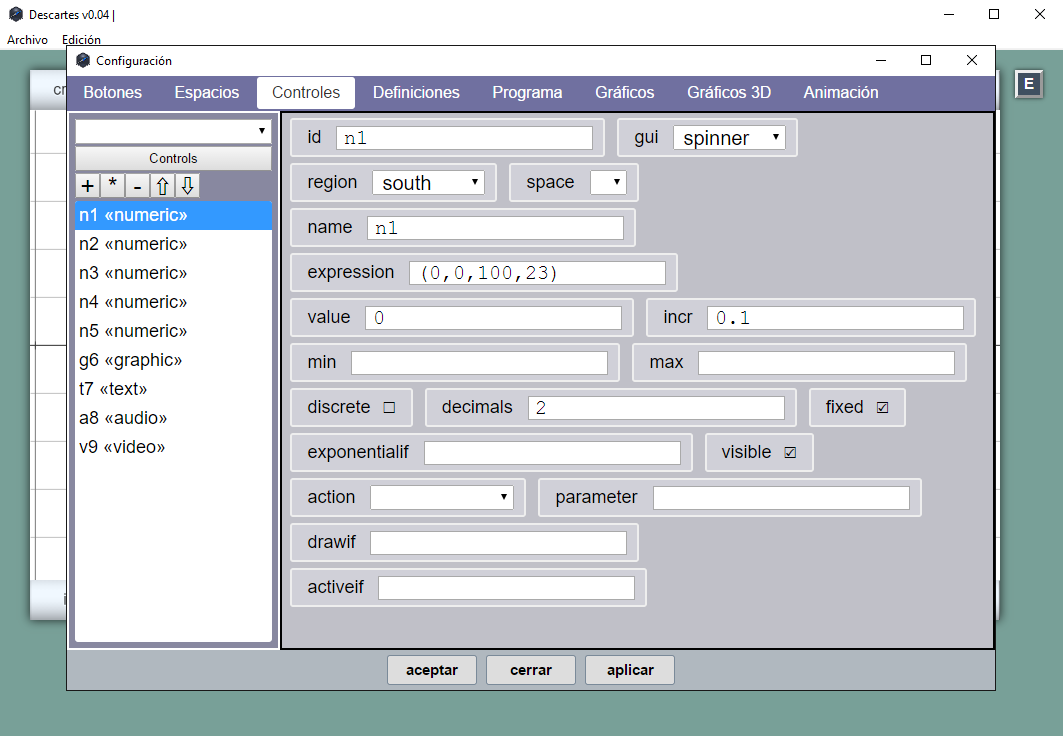 Descartes v0.04 |
Archivo Edición
Configuración
Botones Espacios Controles Definiciones Programa Gráficos Gráficos 3D Animación
E
Controls
+ * - ⇧ ⇩
n1 «numeric»
n2 «numeric»
n3 «numeric»
n4 «numeric»
n5 «numeric»
g6 «graphic»
t7 «text»
a8 «audio»
v9 «video»
id n1 gui spinner
region south space
name n1
expression (0,0,100,23)
value 0 incr 0.1
min max
discrete decimals 2 fixed
exponentialif visible
action parameter
drawif
activeif
aceptar cerrar aplicar